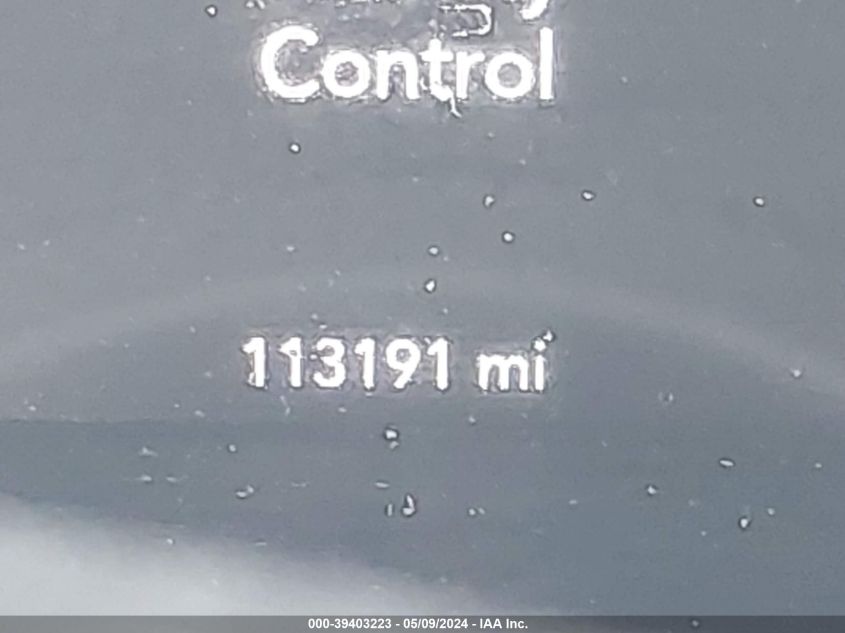 Control
113191 mi
000-39403223 - 05/09/2024 - IAA Inc.